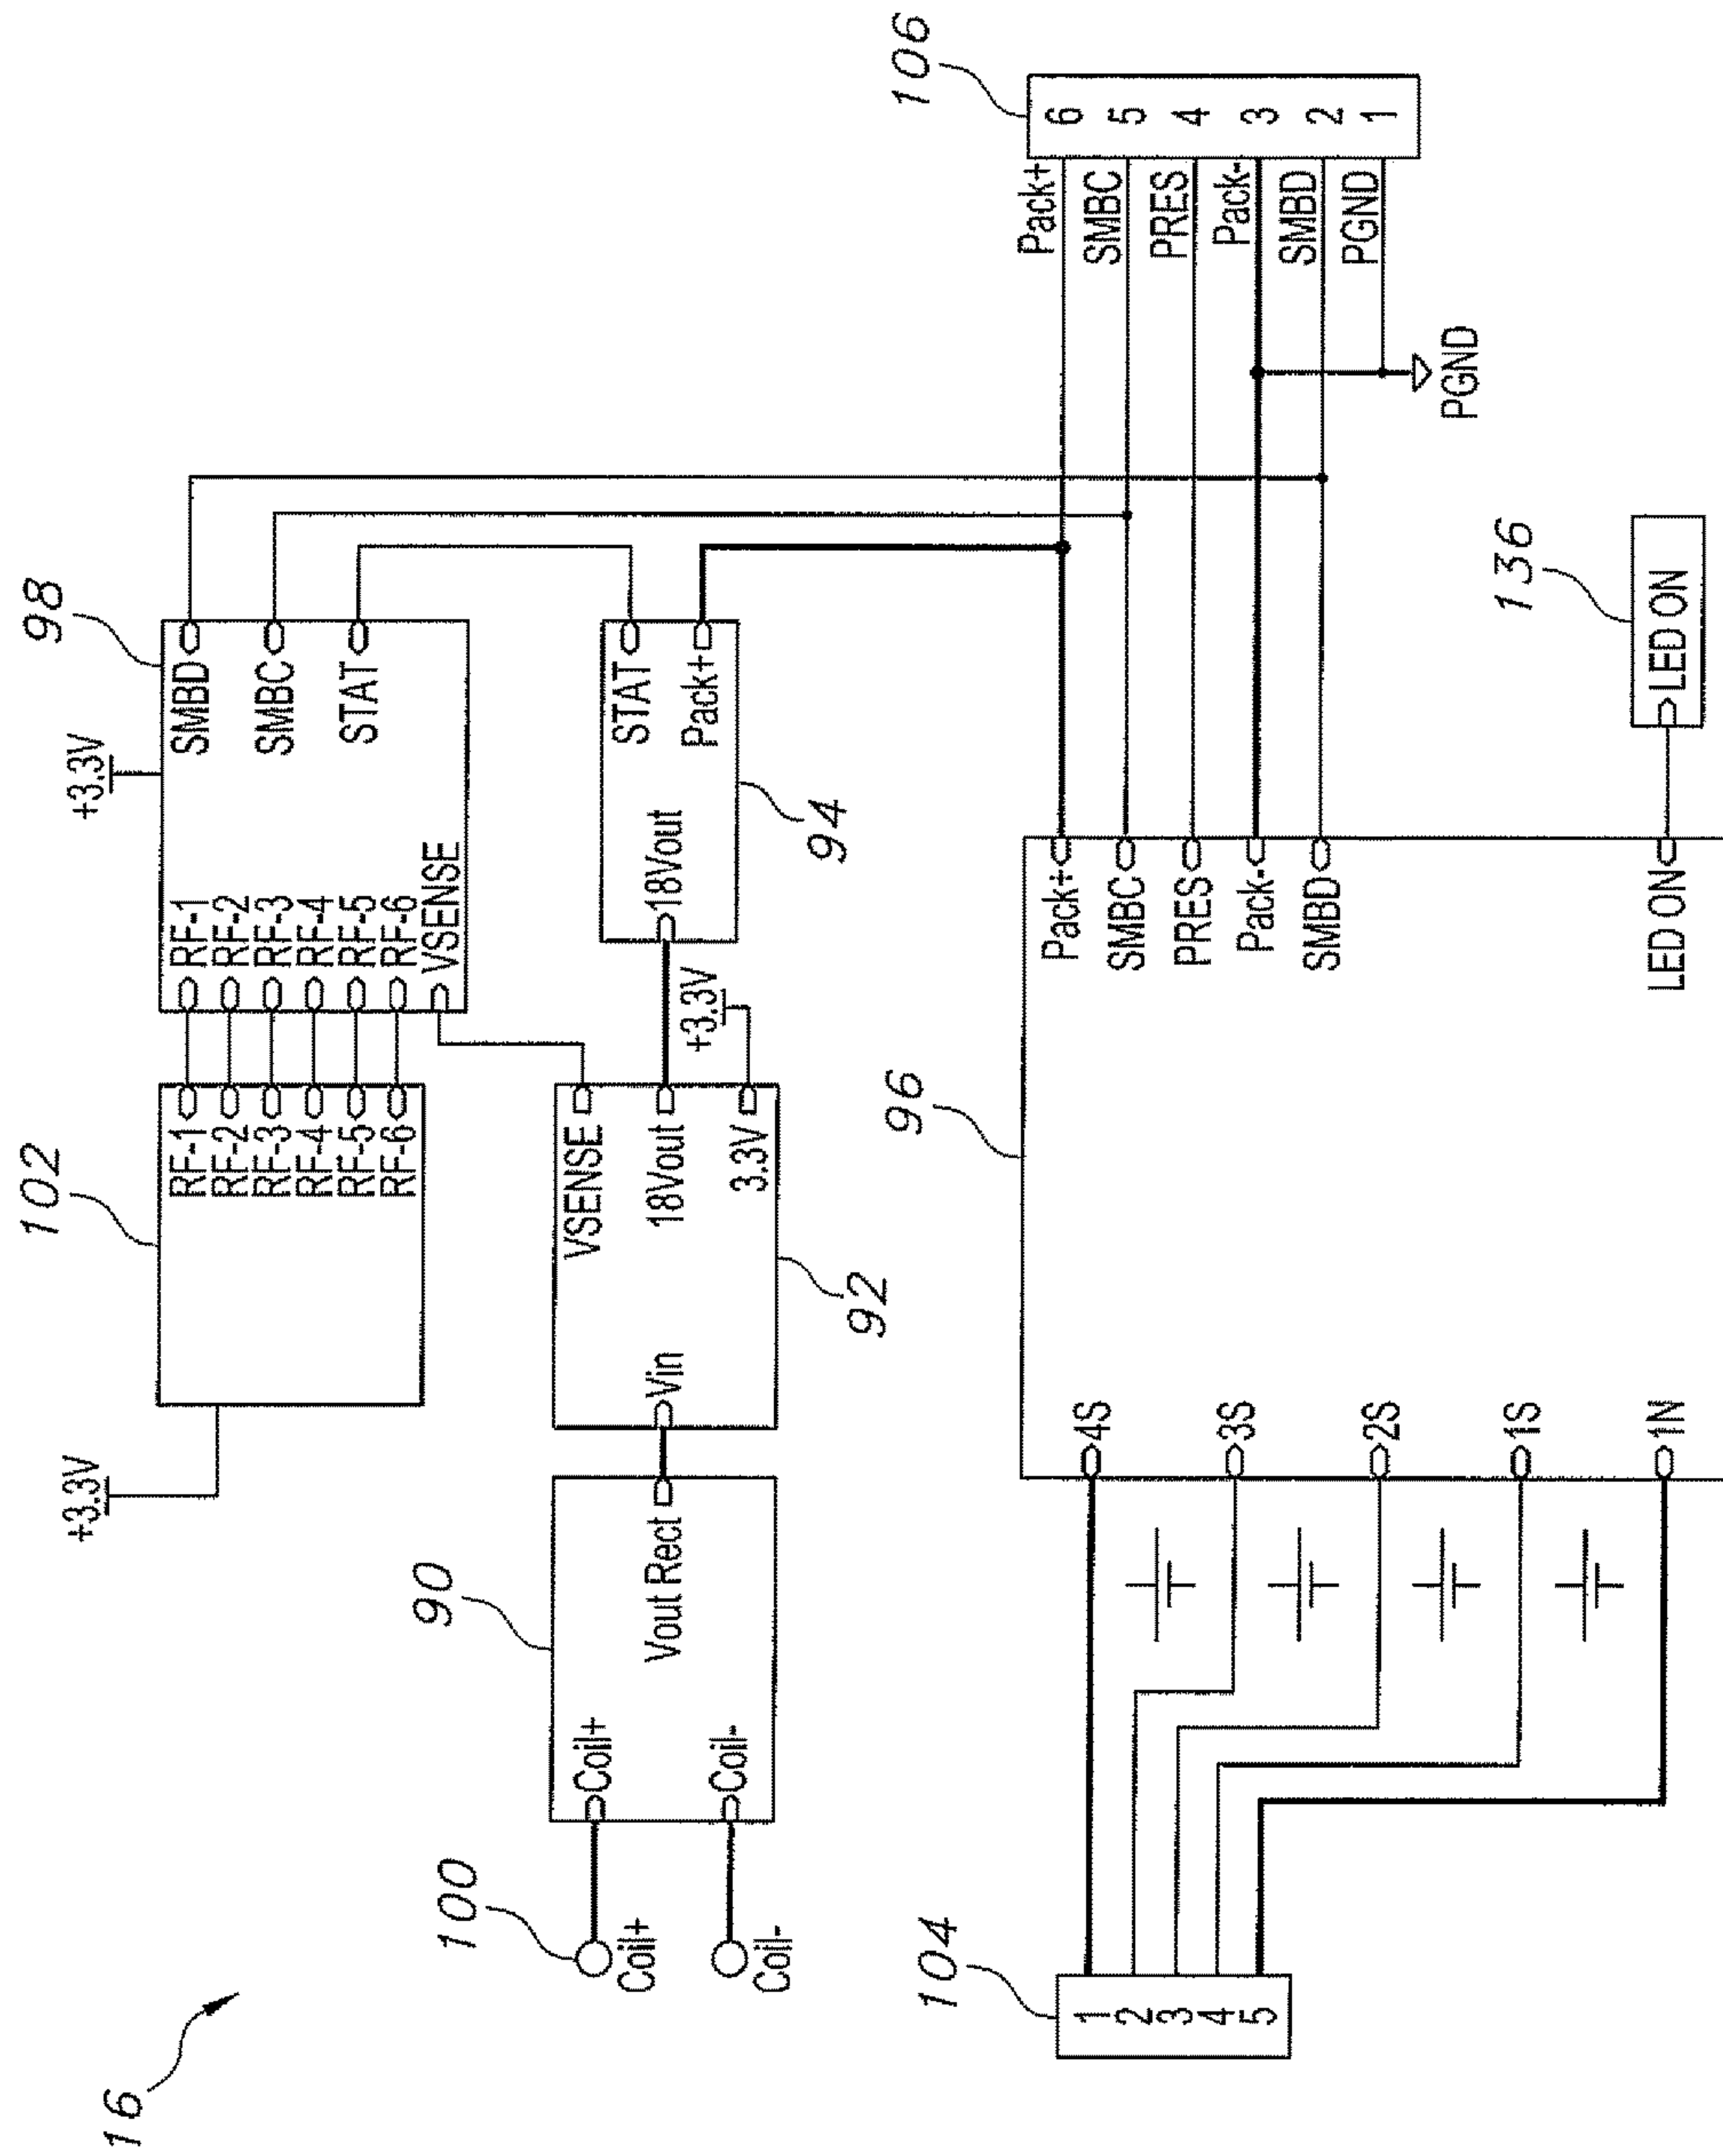 16
+3.3V
102
RF-1
RF-2
RF-3
RF-4
RF-5
RF-6
+3.3V
98
RF-1
RF-2
RF-3
RF-4
RF-5
RF-6
VSENSE
SMBD
SMBC
STAT
100
Coil+
Coil-
90
Coil+
Coil-
Vout Rect
92
Vin
VSENSE
18Vout
3.3V
+3.3V
94
18Vout
STAT
Pack+
104
1
2
3
4
5
96
4S
3S
2S
1S
1N
Pack+
SMBC
PRES
Pack-
SMBD
LED ON
136
LED ON
PGND
106
Pack+ 6
SMBC 5
PRES 4
Pack- 3
SMBD 2
PGND 1